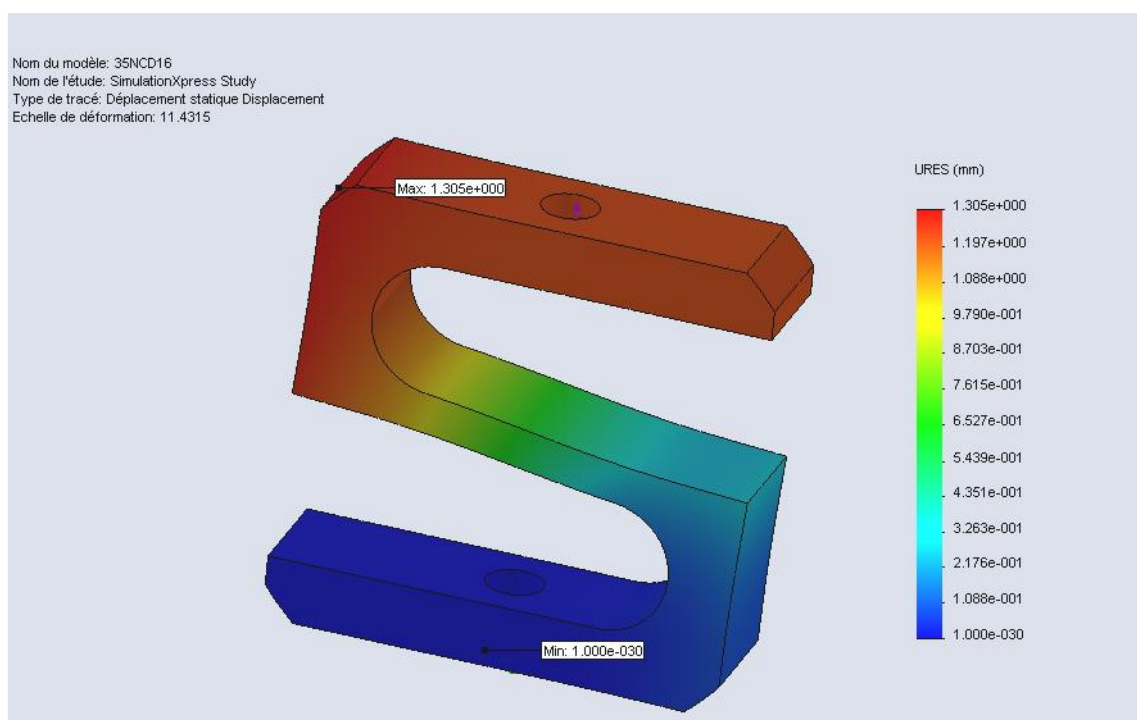 Nom du modèle: 35NCD16
Nom de l'étude: SimulationXpress Study
Type de tracé: Déplacement statique Displacement
Echelle de déformation: 11.4315
Max: 1.305e+000
Min: 1.000e-030
URES (mm)
1.305e+000
1.197e+000
1.088e+000
9.790e-001
8.703e-001
7.615e-001
6.527e-001
5.439e-001
4.351e-001
3.263e-001
2.176e-001
1.088e-001
1.000e-030